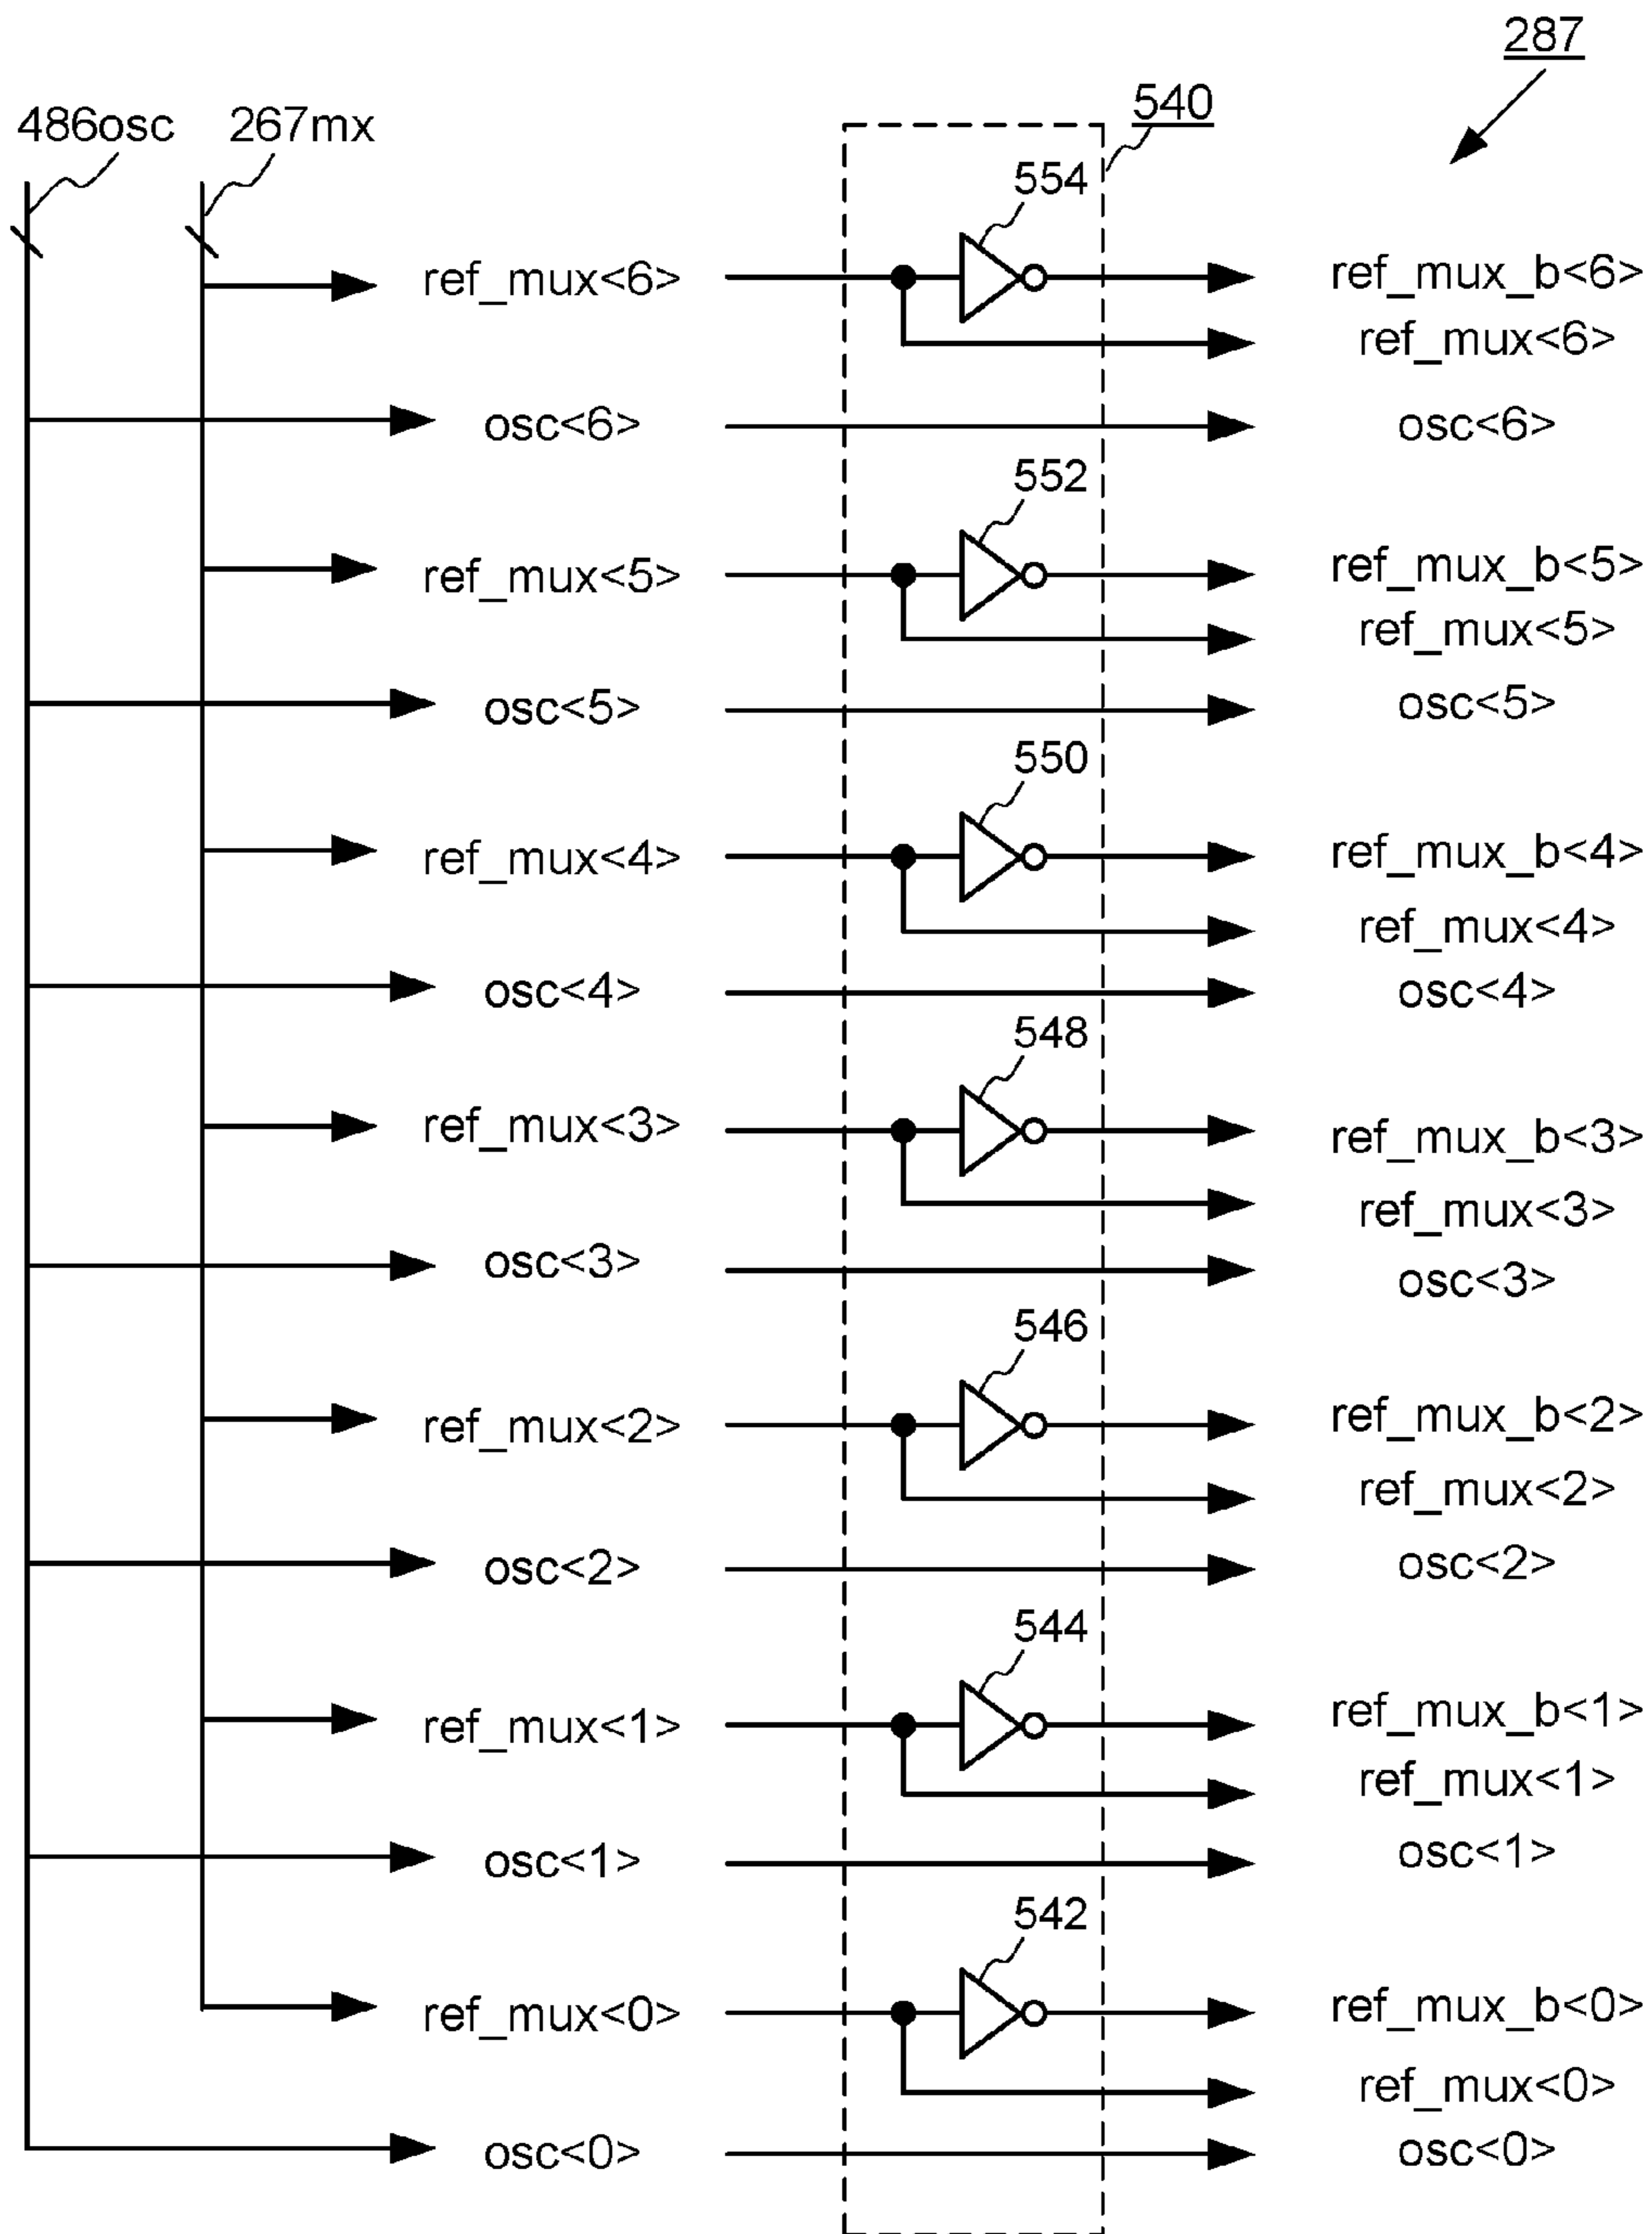 287
486osc 267mx 540
554
ref_mux<6> ref_mux_b<6>
ref_mux<6>
osc<6> osc<6>
552
ref_mux<5> ref_mux_b<5>
ref_mux<5>
osc<5> osc<5>
550
ref_mux<4> ref_mux_b<4>
ref_mux<4>
osc<4> osc<4>
548
ref_mux<3> ref_mux_b<3>
ref_mux<3>
osc<3> osc<3>
546
ref_mux<2> ref_mux_b<2>
ref_mux<2>
osc<2> osc<2>
544
ref_mux<1> ref_mux_b<1>
ref_mux<1>
osc<1> osc<1>
542
ref_mux<0> ref_mux_b<0>
ref_mux<0>
osc<0> osc<0>